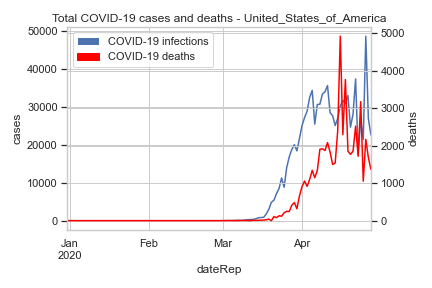 Total COVID-19 cases and deaths - United_States_of_America
COVID-19 infections
COVID-19 deaths
cases
50000
40000
30000
20000
10000
0
5000
4000
3000
2000
1000
0
deaths
Jan
2020
Feb
Mar
Apr
dateRep